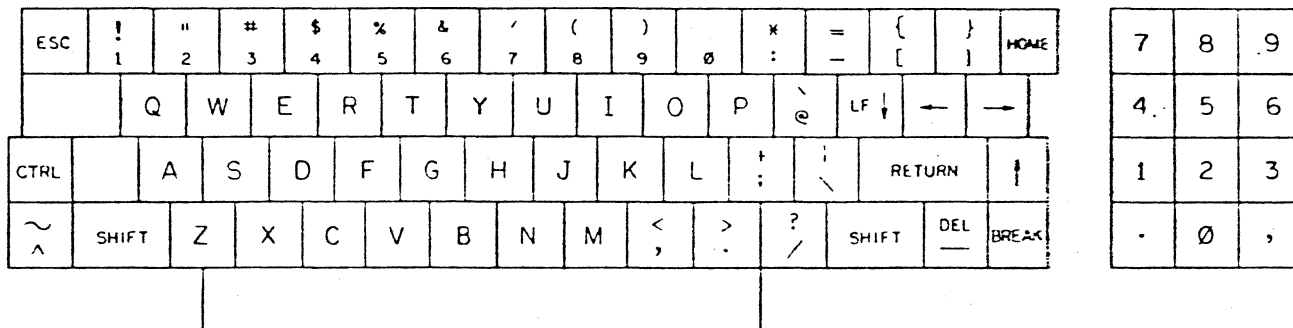 ESC ! " # $ % & ' ( ) * = { } HOME 7 8 9
1 2 3 4 5 6 7 8 9 Ø : — [ ]
Q W E R T Y U I O P ` @ LF ↓ ← → 4 5 6
CTRL A S D F G H J K L + ; ¦ \ RETURN ↑ 1 2 3
~ ^ SHIFT Z X C V B N M < , > . ? / SHIFT DEL — BREAK . Ø ,